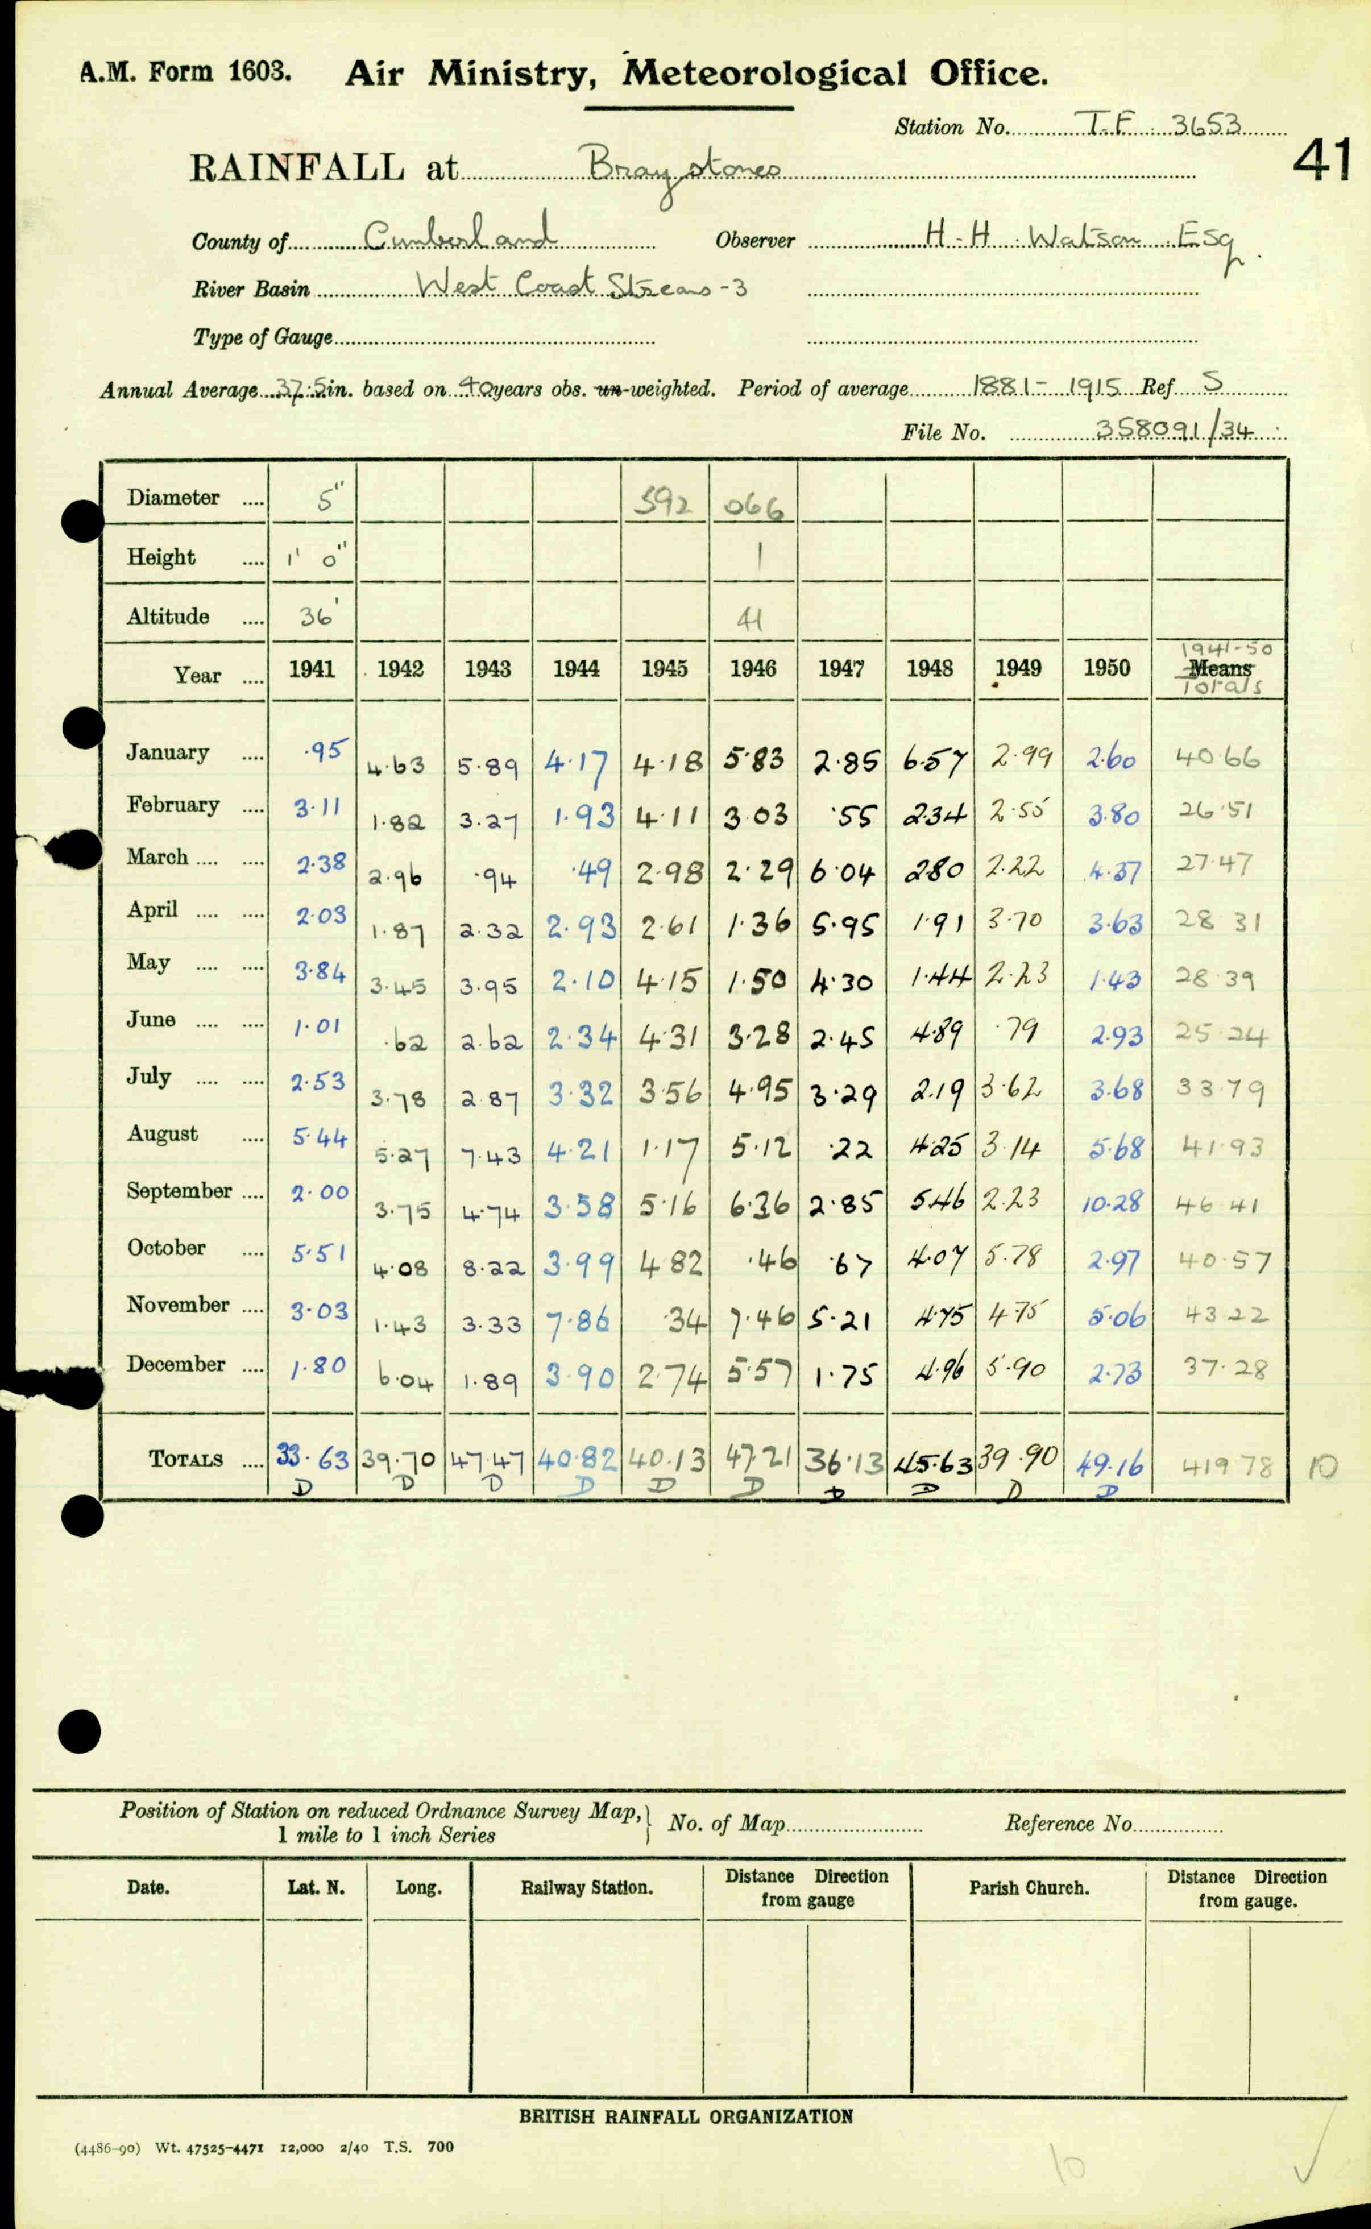 A.M. Form 1603. Air Ministry, Meteorological Office.
Station No. T.F. 3653
41
RAINFALL at Braystones
County of Cumberland Observer H. H. Watson Esq.
River Basin West Coast Streams - 3
Type of Gauge
Annual Average 37.5 in. based on 40 years obs. un-weighted. Period of average 1881 - 1915 Ref S
File No. 358091/34
Diameter .... 5" 592 066
Height .... 1' 0" 1
Altitude .... 36' 41
Year .... 1941 1942 1943 1944 1945 1946 1947 1948 1949 1950 1941-50 Means Totals
January .... .95 4.63 5.89 4.17 4.18 5.83 2.85 6.57 2.99 2.60 40.66
February .... 3.11 1.82 3.27 1.93 4.11 3.03 .55 2.34 2.55 3.80 26.51
March .... .... 2.38 2.96 .94 .49 2.98 2.29 6.04 2.80 2.22 4.37 27.47
April .... .... 2.03 1.87 2.32 2.93 2.61 1.36 5.95 1.91 3.70 3.63 28.31
May .... .... 3.84 3.45 3.95 2.10 4.15 1.50 4.30 1.44 2.23 1.43 28.39
June .... .... 1.01 .62 2.62 2.34 4.31 3.28 2.45 4.89 .79 2.93 25.24
July .... .... 2.53 3.78 2.87 3.32 3.56 4.95 3.29 2.19 3.62 3.68 33.79
August .... 5.44 5.27 7.43 4.21 1.17 5.12 .22 4.25 3.14 5.68 41.93
September .... 2.00 3.75 4.74 3.58 5.16 6.36 2.85 5.46 2.23 10.28 46.41
October .... 5.51 4.08 8.22 3.99 4.82 .46 .67 4.07 5.78 2.97 40.57
November .... 3.03 1.43 3.33 7.86 .34 7.46 5.21 4.75 4.75 5.06 43.22
December .... 1.80 6.04 1.89 3.90 2.74 5.57 1.75 4.96 5.90 2.73 37.28
TOTALS .... 33.63 39.70 47.47 40.82 40.13 47.21 36.13 45.63 39.90 49.16 419.78 10
D D D D D D D D D D
Position of Station on reduced Ordnance Survey Map, } No. of Map Reference No.
1 mile to 1 inch Series
Date. Lat. N. Long. Railway Station. Distance Direction from gauge Parish Church. Distance Direction from gauge.
BRITISH RAINFALL ORGANIZATION
(4486-90) Wt. 47525-4471 12,000 2/40 T.S. 700
10